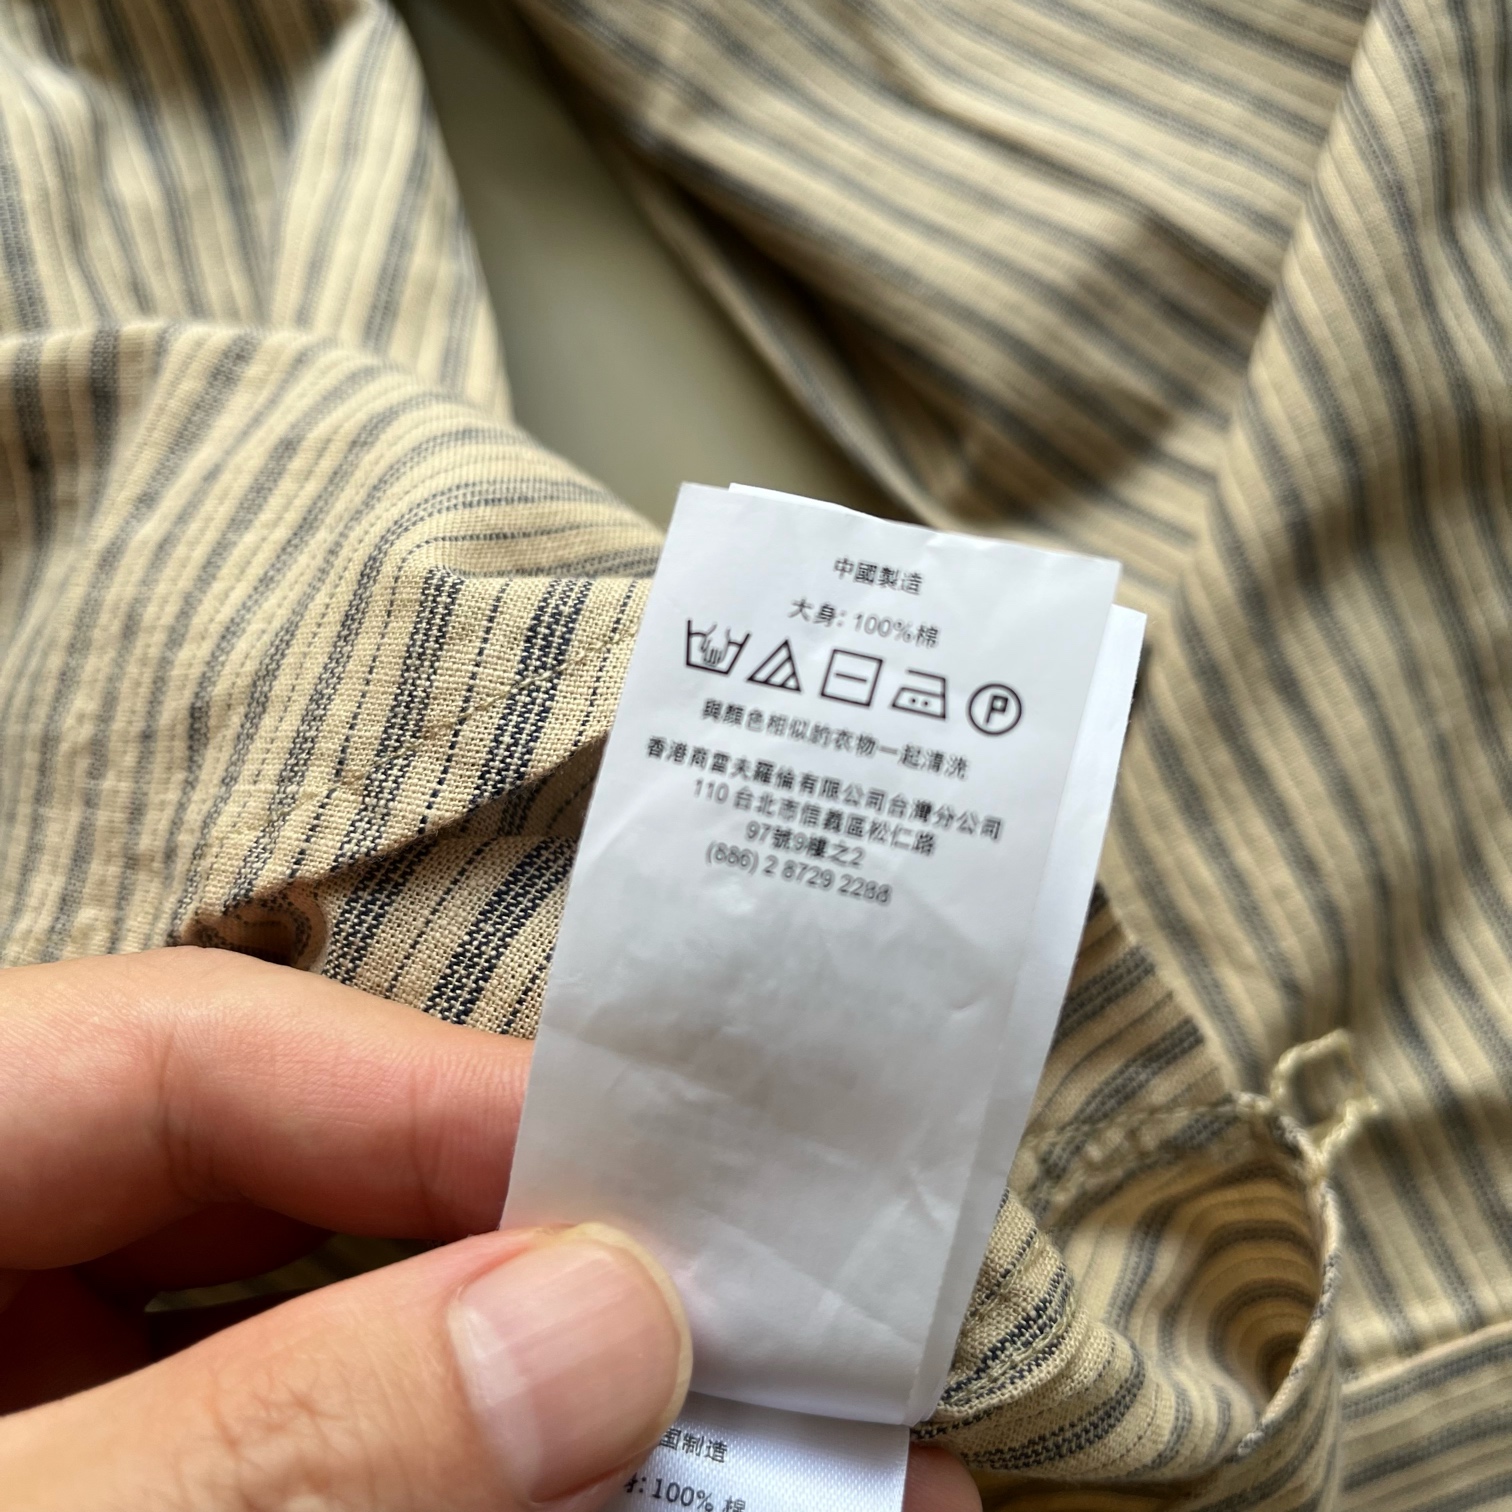 中國製造
大身: 100%棉
P
與顏色相似的衣物一起清洗
香港商雷夫羅倫有限公司台灣分公司
110 台北市信義區松仁路
97號9樓之2
(886) 2 8729 2288
国制造
: 100% 棉